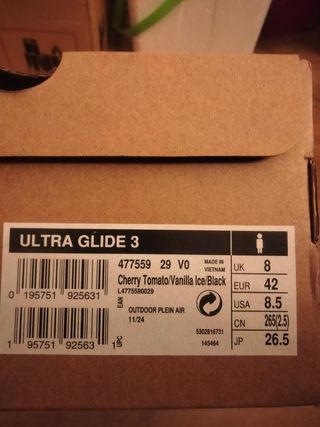 ULTRA GLIDE 3
477559 29 V0
MADE IN
VIETNAM
Cherry Tomato/Vanilla Ice/Black
L4775590029
0 195751 925631
EAN
OUTDOOR PLEIN AIR
11/24
5302816731
145464
1 95751 92563 1
UPC
UK 8
EUR 42
USA 8.5
CN 265(2.5)
JP 26.5